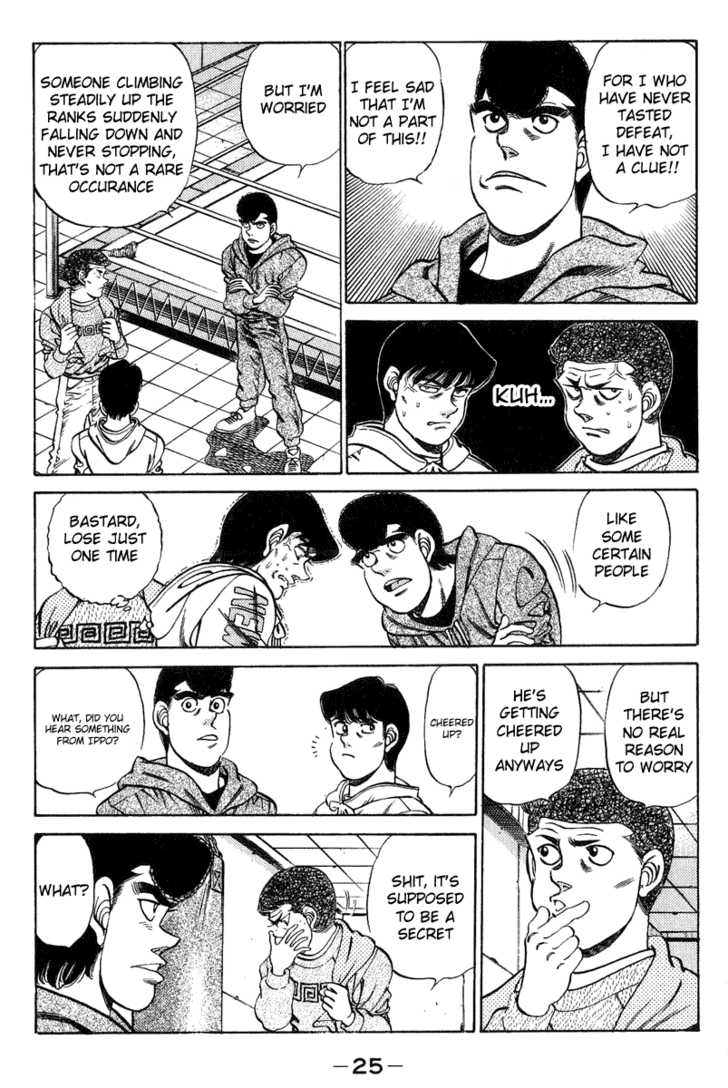 FOR I WHO
HAVE NEVER
TASTED
DEFEAT,
I HAVE NOT
A CLUE!!
I FEEL SAD
THAT I'M
NOT A PART
OF THIS!!
BUT I'M
WORRIED
SOMEONE CLIMBING
STEADILY UP THE
RANKS SUDDENLY
FALLING DOWN AND
NEVER STOPPING,
THAT'S NOT A RARE
OCCURANCE
KUH...
LIKE
SOME
CERTAIN
PEOPLE
BASTARD,
LOSE JUST
ONE TIME
NEW
BUT
THERE'S
NO REAL
REASON
TO WORRY
HE'S
GETTING
CHEERED
UP
ANYWAYS
CHEERED
UP?
WHAT, DID YOU
HEAR SOMETHING
FROM IPPO?
SHIT, IT'S
SUPPOSED
TO BE A
SECRET
WHAT?
-25-